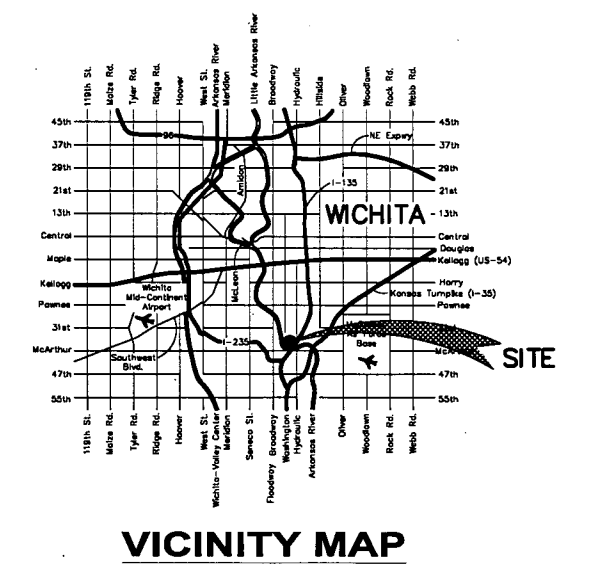 119th St.
Maize Rd.
Tyler Rd.
Ridge Rd.
Hoover
West St.
Arkansas River
Meridian
Little Arkansas River
Broadway
Hydraulic
Hillside
Oliver
Woodlawn
Rock Rd.
Webb Rd.
45th
45th
96
37th
NE Expwy
37th
29th
29th
Amidon
I-135
21st
21st
13th
WICHITA
13th
Central
Central
Douglas
Maple
Kellogg (US-54)
Kellogg
McLean
Harry
Wichita
Mid-Continent
Airport
Kansas Turnpike (I-35)
Pawnee
Pawnee
31st
I-235
Base
McArthur
Southwest
Blvd.
SITE
47th
47th
55th
55th
119th St.
Maize Rd.
Tyler Rd.
Ridge Rd.
Hoover
West St.
Wichita-Valley Center
Floodway
Meridian
Seneca St.
Broadway
Washington
Hydraulic
Arkansas River
Oliver
Woodlawn
Rock Rd.
Webb Rd.
VICINITY MAP